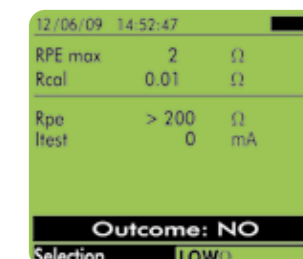 12/06/09 14:52:47
RPE max 2 Ω
Rcal 0.01 Ω
Rpe > 200 Ω
Itest 0 mA
Outcome: NO
Selection LOWΩ